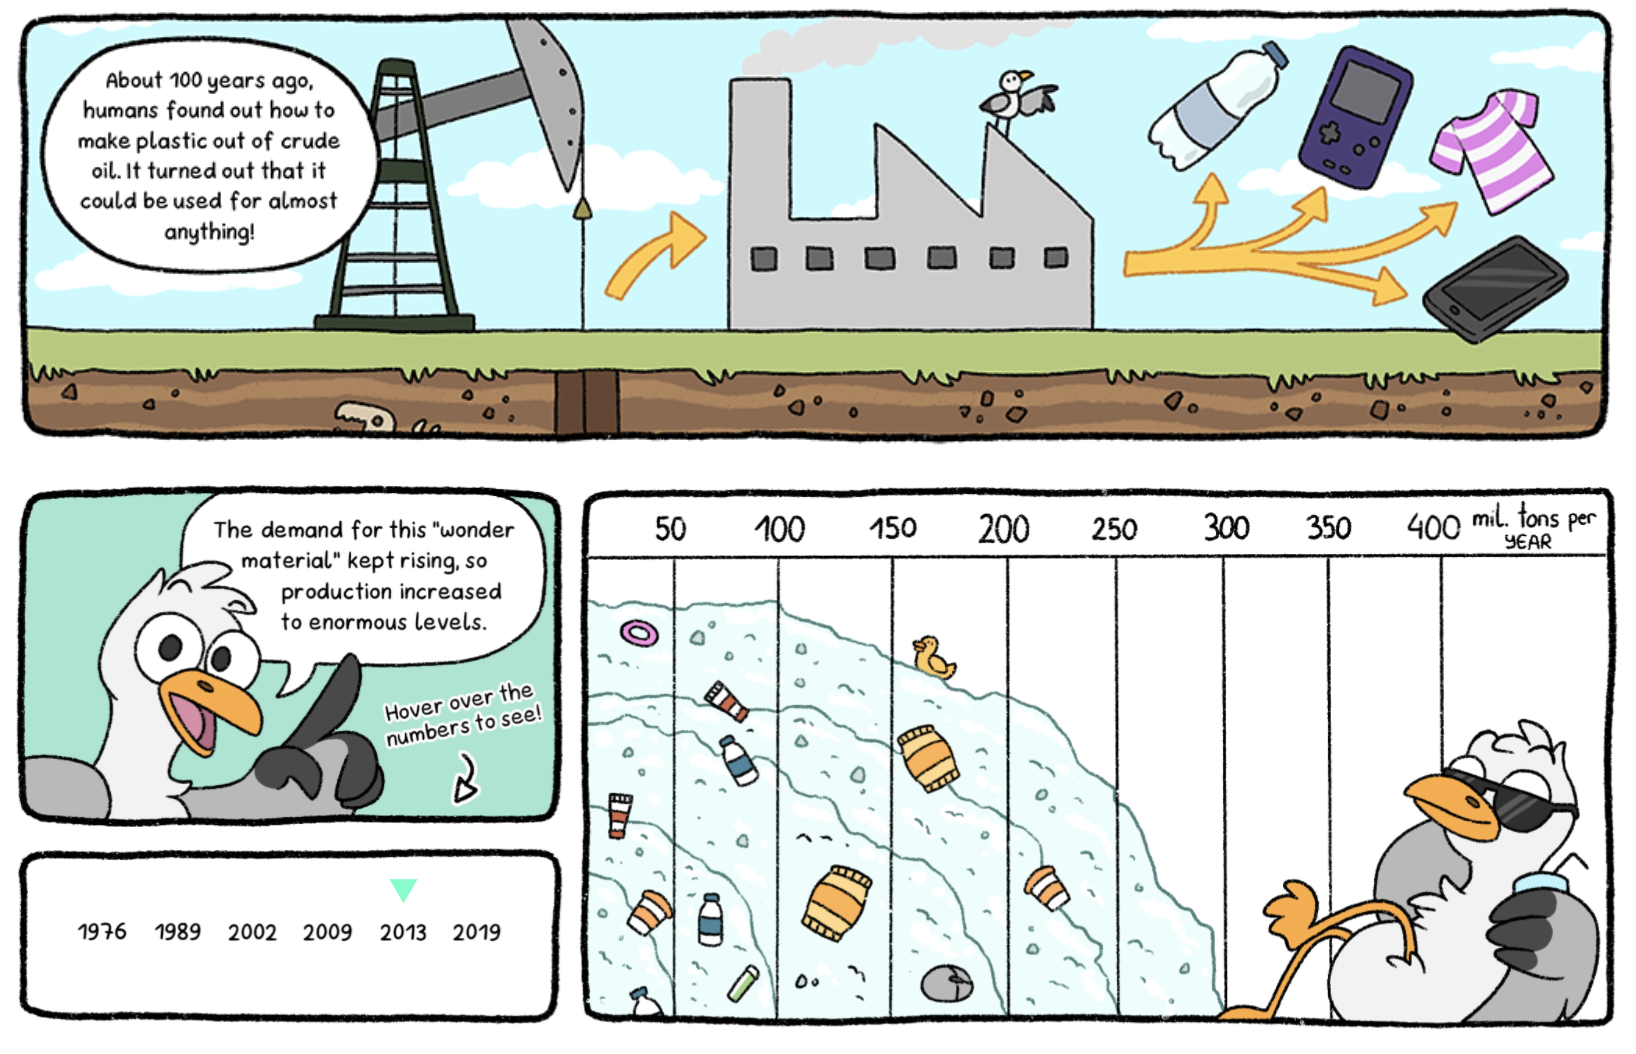 About 100 years ago,
humans found out how to
make plastic out of crude
oil. It turned out that it
could be used for almost
anything!
The demand for this "wonder
material" kept rising, so
production increased
to enormous levels.
Hover over the
numbers to see!
1976 1989 2002 2009 2013 2019
50 100 150 200 250 300 350 400 mil. tons per
YEAR